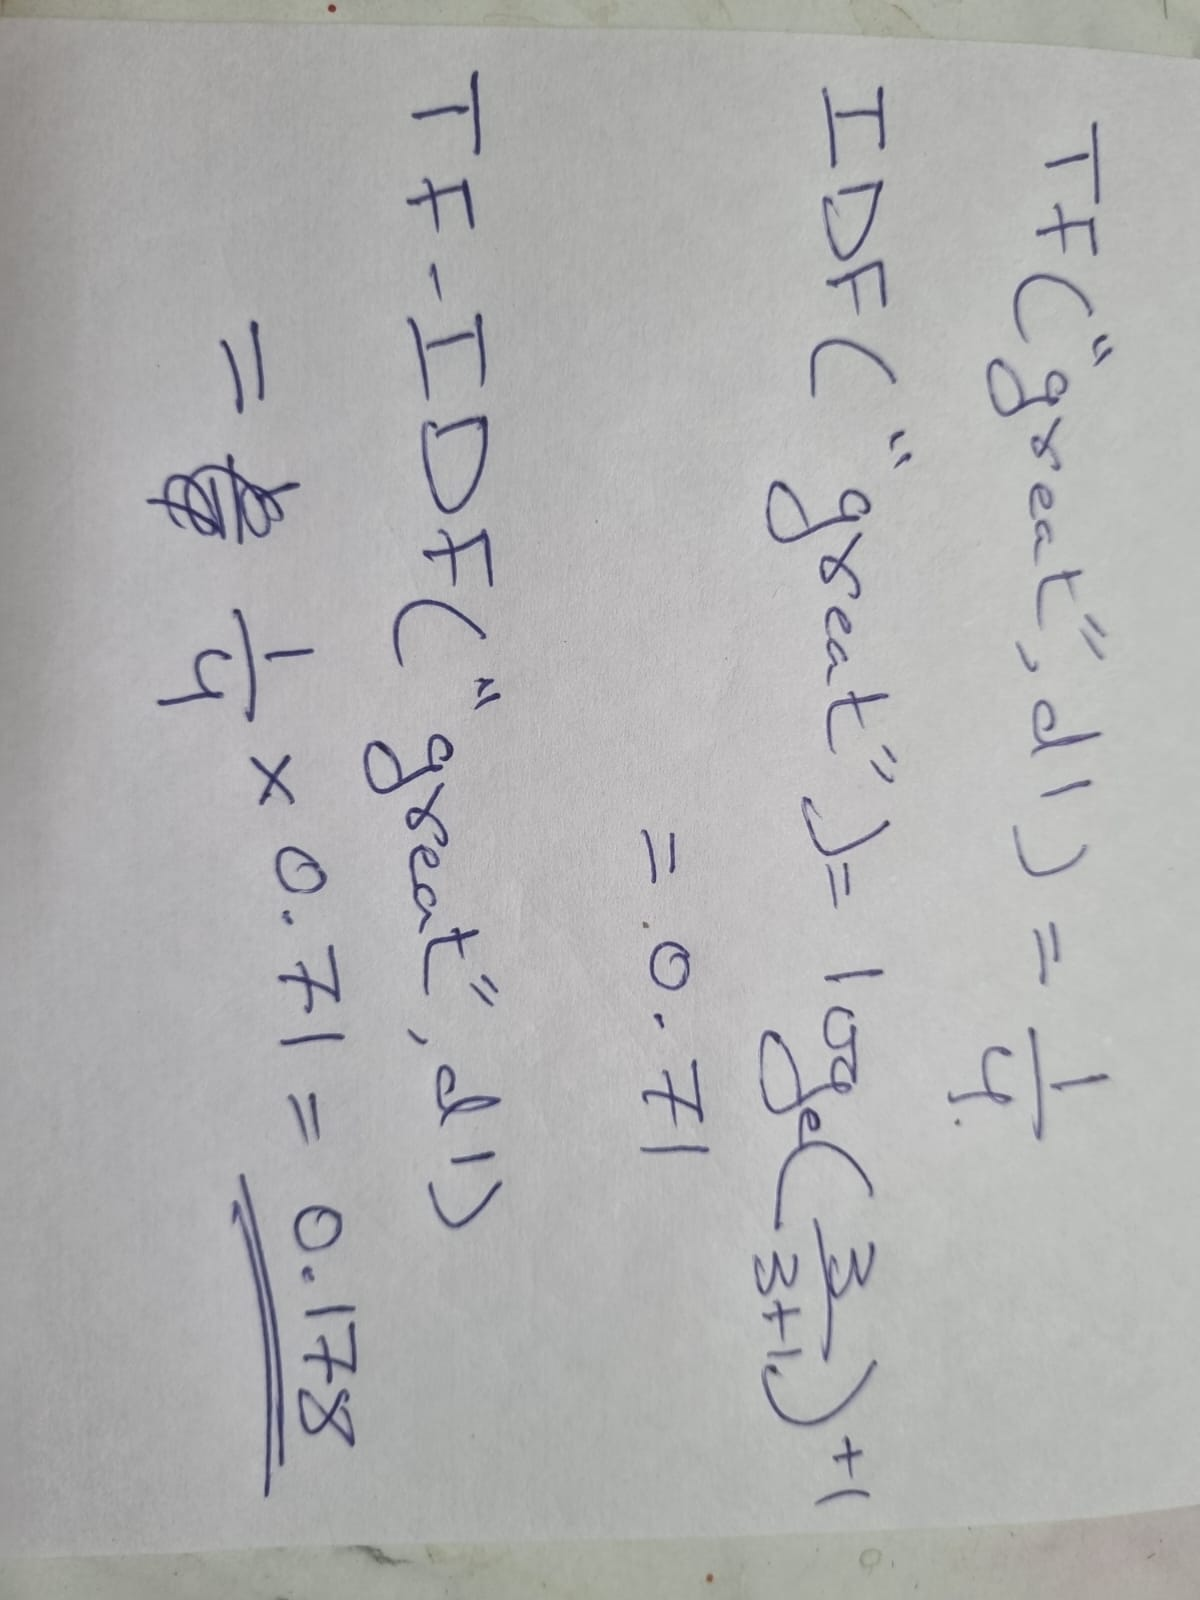 TF("great", d1) = 1/4
IDF("great") = loge(3/3+1) + 1
= 0.71
TF-IDF("great", d1)
= 1/4 × 0.71 = 0.178